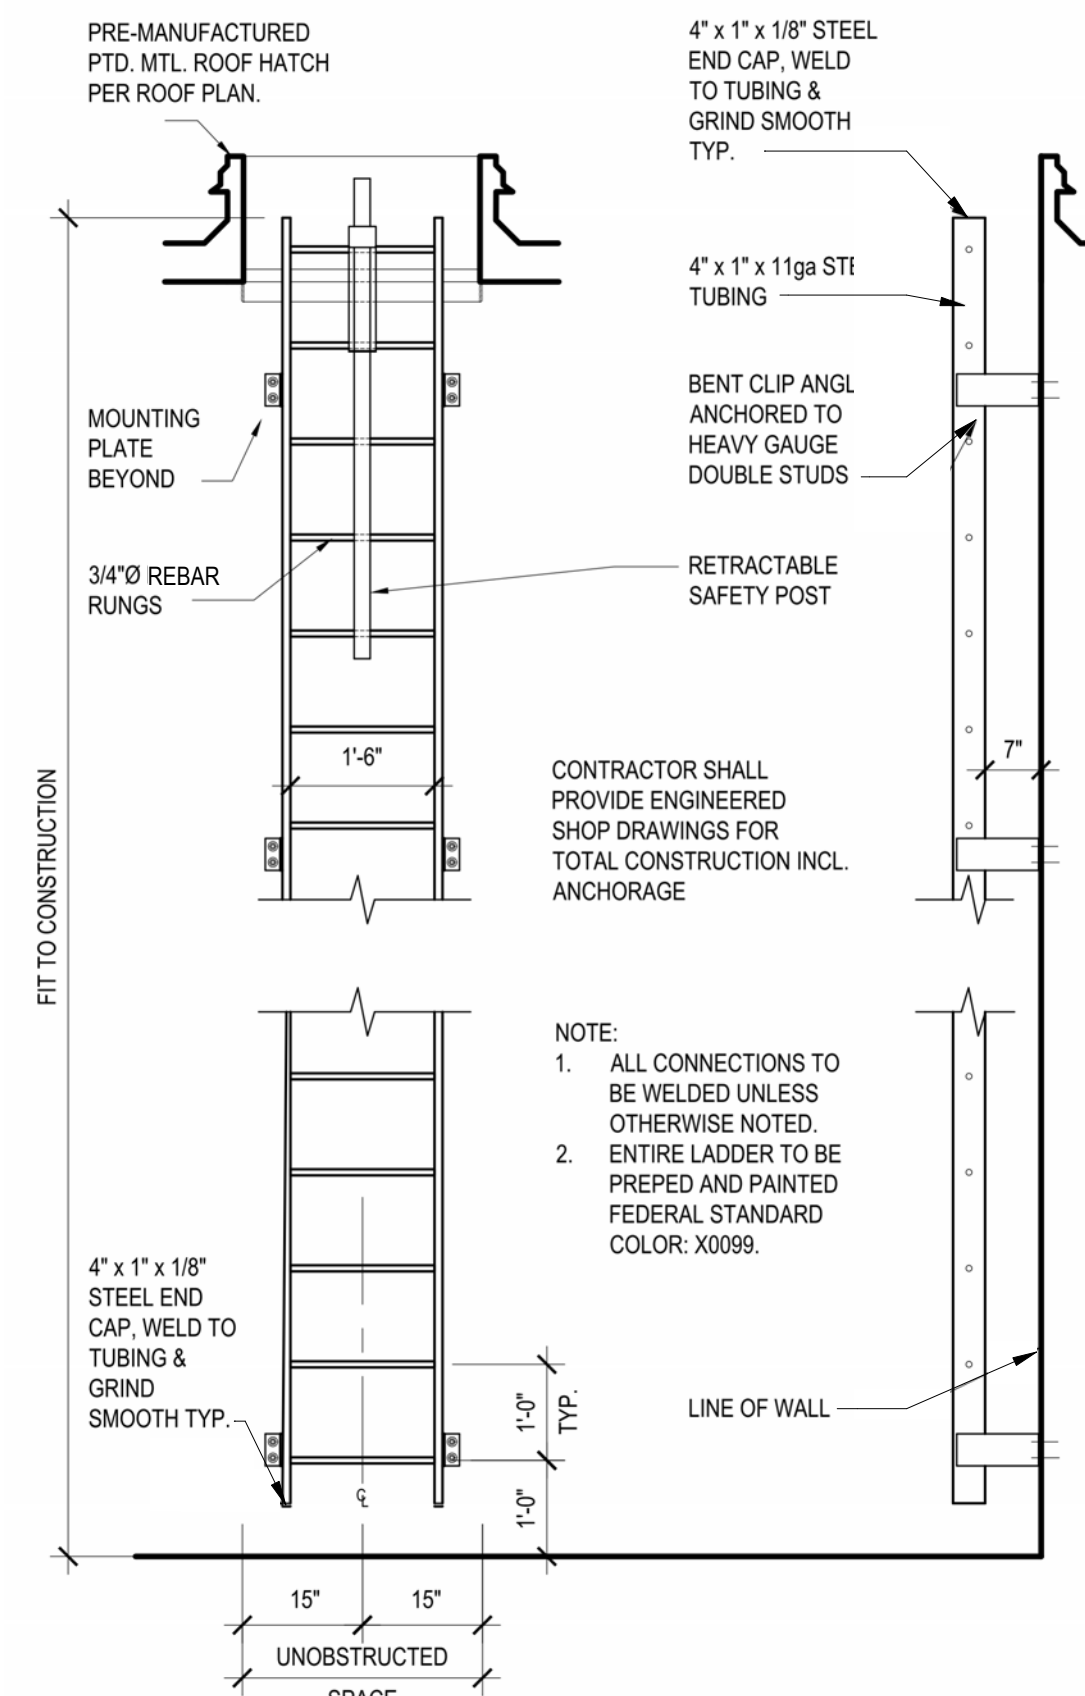 PRE-MANUFACTURED
PTD. MTL. ROOF HATCH
PER ROOF PLAN.
4" x 1" x 1/8" STEEL
END CAP, WELD
TO TUBING &
GRIND SMOOTH
TYP.
4" x 1" x 11ga STE
TUBING
MOUNTING
PLATE
BEYOND
BENT CLIP ANGL
ANCHORED TO
HEAVY GAUGE
DOUBLE STUDS
3/4"Ø REBAR
RUNGS
RETRACTABLE
SAFETY POST
1'-6"
7"
FIT TO CONSTRUCTION
CONTRACTOR SHALL
PROVIDE ENGINEERED
SHOP DRAWINGS FOR
TOTAL CONSTRUCTION INCL.
ANCHORAGE
NOTE:
1. ALL CONNECTIONS TO
BE WELDED UNLESS
OTHERWISE NOTED.
2. ENTIRE LADDER TO BE
PREPED AND PAINTED
FEDERAL STANDARD
COLOR: X0099.
4" x 1" x 1/8"
STEEL END
CAP, WELD TO
TUBING &
GRIND
SMOOTH TYP.
1'-0"
TYP.
LINE OF WALL
1'-0"
CL
15"
15"
UNOBSTRUCTED
SPACE